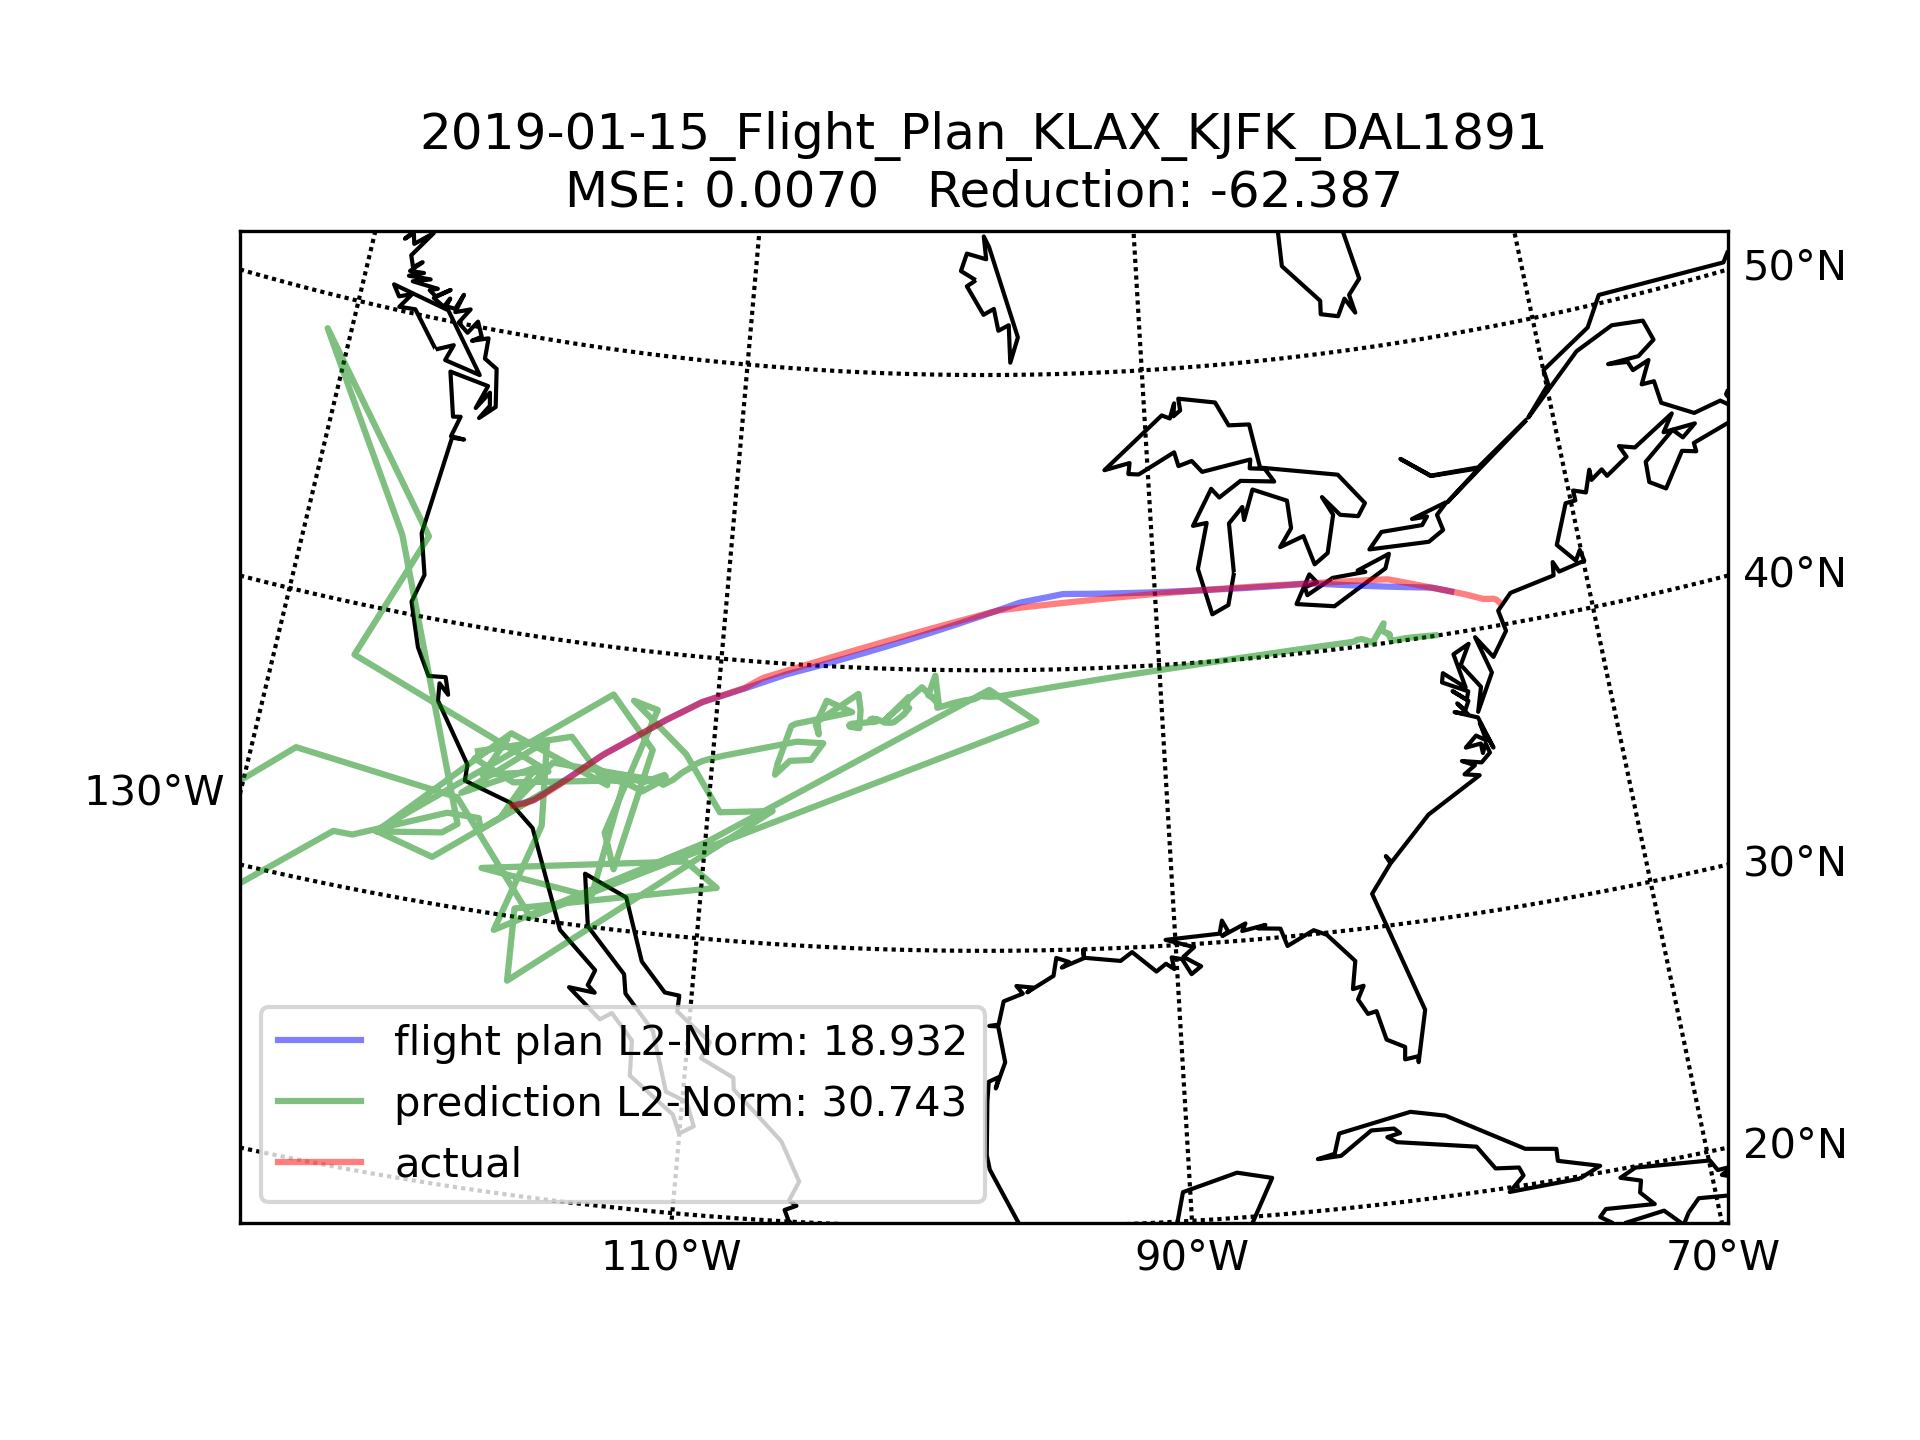 2019-01-15_Flight_Plan_KLAX_KJFK_DAL1891
MSE: 0.0070   Reduction: -62.387
50°N
40°N
130°W
30°N
flight plan L2-Norm: 18.932
prediction L2-Norm: 30.743
20°N
actual
110°W
90°W
70°W